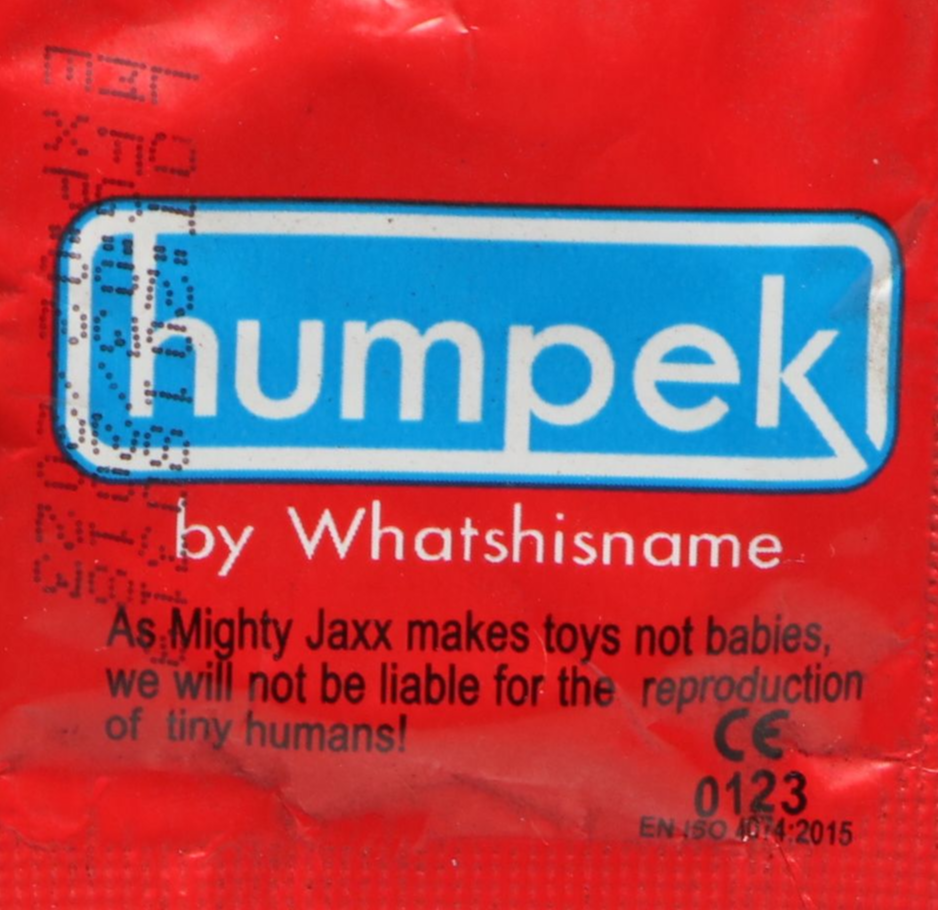 humpek
by Whatshisname
As Mighty Jaxx makes toys not babies,
we will not be liable for the reproduction
of tiny humans!
CE
0123
EN ISO 4074:2015